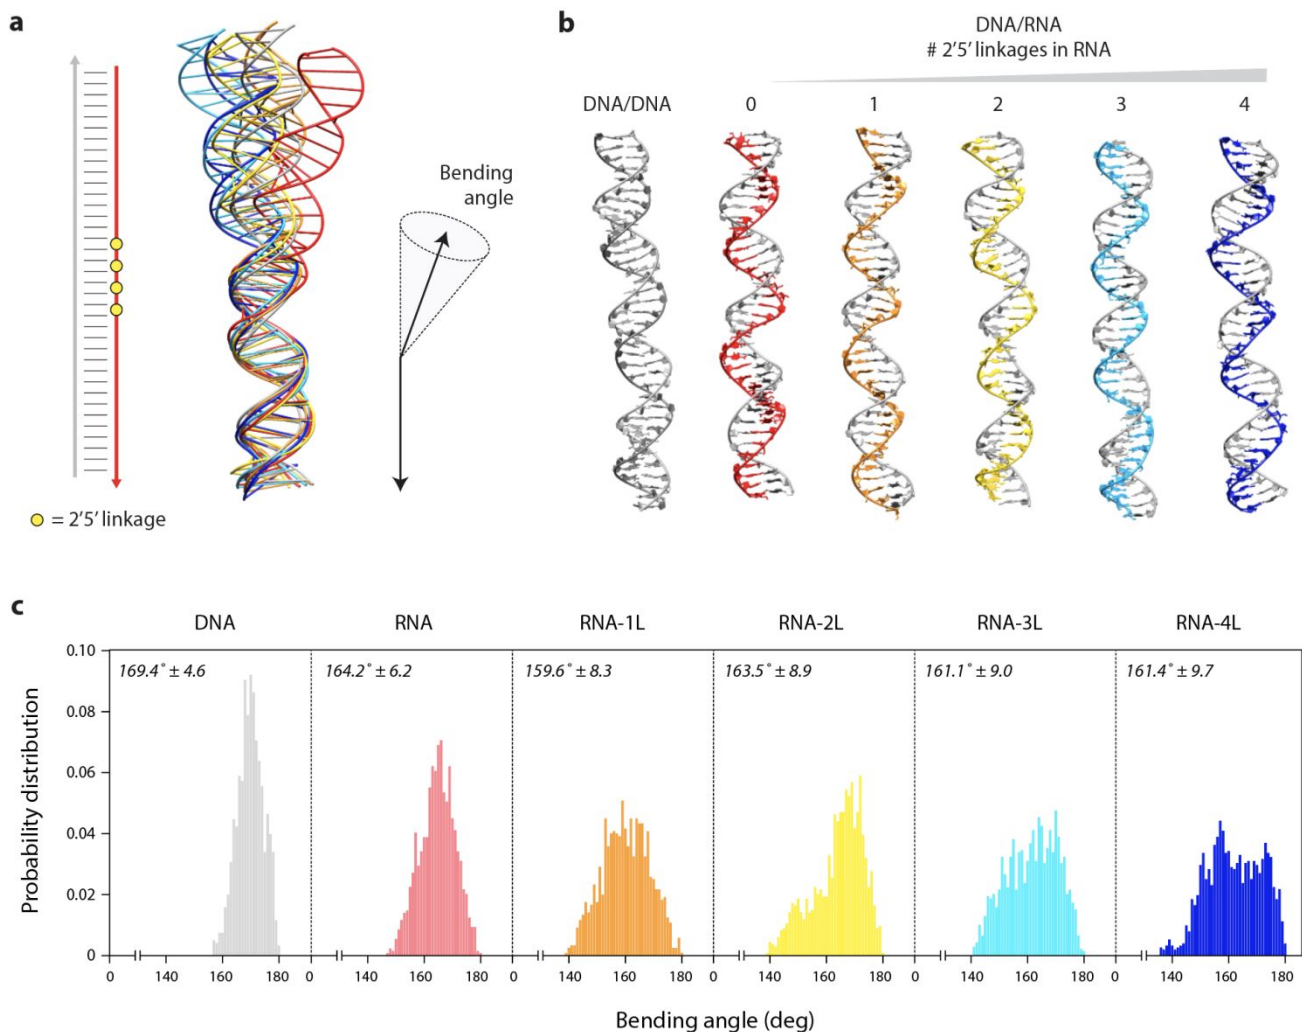 a
Bending
angle
= 2'5' linkage
b
DNA/RNA
# 2'5' linkages in RNA
DNA/DNA 0 1 2 3 4
c
DNA RNA RNA-1L RNA-2L RNA-3L RNA-4L
169.4° ± 4.6 164.2° ± 6.2 159.6° ± 8.3 163.5° ± 8.9 161.1° ± 9.0 161.4° ± 9.7
Probability distribution
0.10
0.08
0.06
0.04
0.02
0
0 140 160 180 0 140 160 180 0 140 160 180 0 140 160 180 0 140 160 180 0 140 160 180
Bending angle (deg)